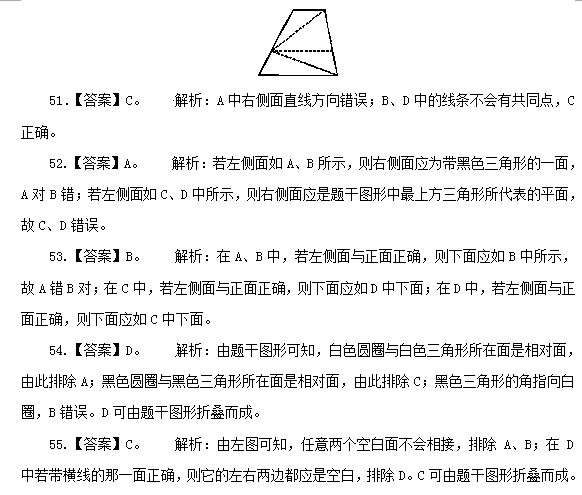 51.【答案】C。 解析：A 中右侧面直线方向错误；B、D 中的线条不会有共同点，C
正确。
52.【答案】A。 解析：若左侧面如 A、B 所示，则右侧面应为带黑色三角形的一面，
A 对 B 错；若左侧面如 C、D 中所示，则右侧面应是题干图形中最上方三角形所代表的平面，
故 C、D 错误。
53.【答案】B。 解析：在 A、B 中，若左侧面与正面正确，则下面应如 B 中所示，
故 A 错 B 对；在 C 中，若左侧面与正面正确，则下面应如 D 中下面；在 D 中，若左侧面与正
面正确，则下面应如 C 中下面。
54.【答案】D。 解析：由题干图形可知，白色圆圈与白色三角形所在面是相对面，
由此排除 A；黑色圆圈与黑色三角形所在面是相对面，由此排除 C；黑色三角形的角指向白
圈，B 错误。D 可由题干图形折叠而成。
55.【答案】C。 解析：由左图可知，任意两个空白面不会相接，排除 A、B；在 D
中若带横线的那一面正确，则它的左右两边都应是空白，排除 D。C 可由题干图形折叠而成。